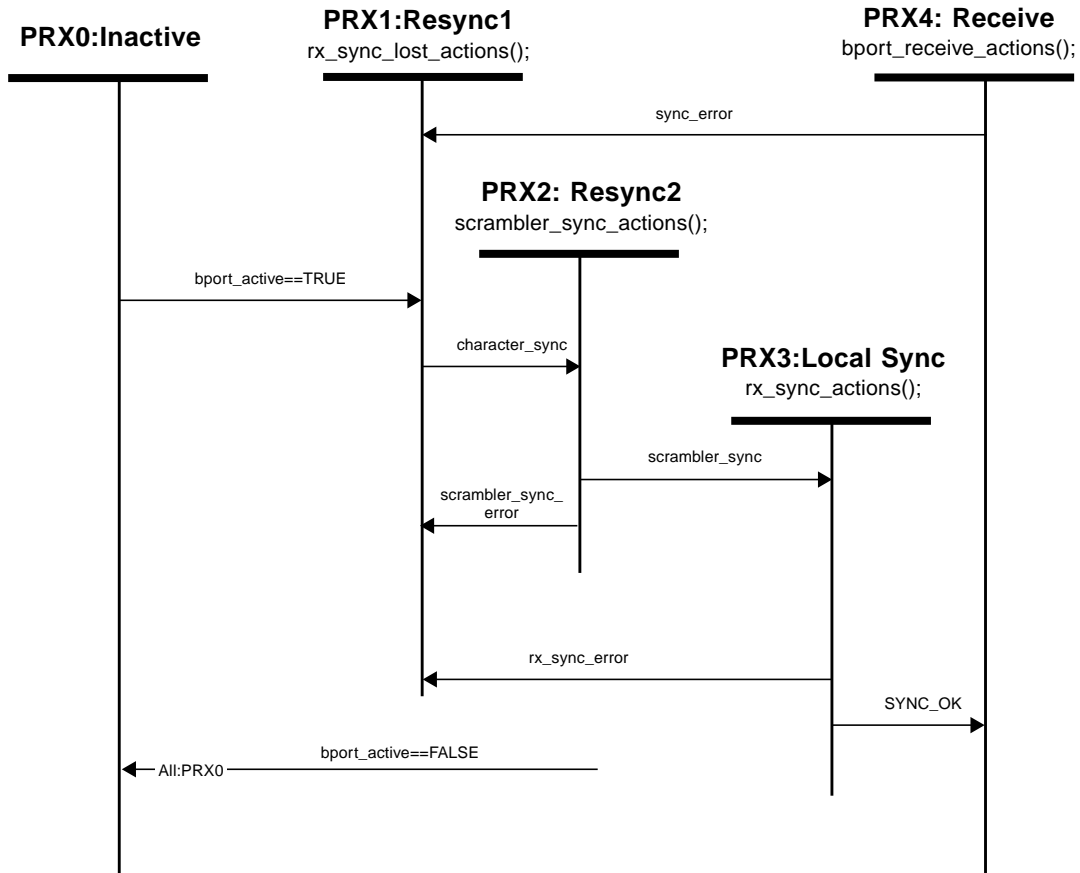 PRX0:Inactive
PRX1:Resync1
rx_sync_lost_actions();
PRX4: Receive
bport_receive_actions();
sync_error
PRX2: Resync2
scrambler_sync_actions();
bport_active==TRUE
character_sync
PRX3:Local Sync
rx_sync_actions();
scrambler_sync
scrambler_sync_
error
rx_sync_error
SYNC_OK
bport_active==FALSE
All:PRX0